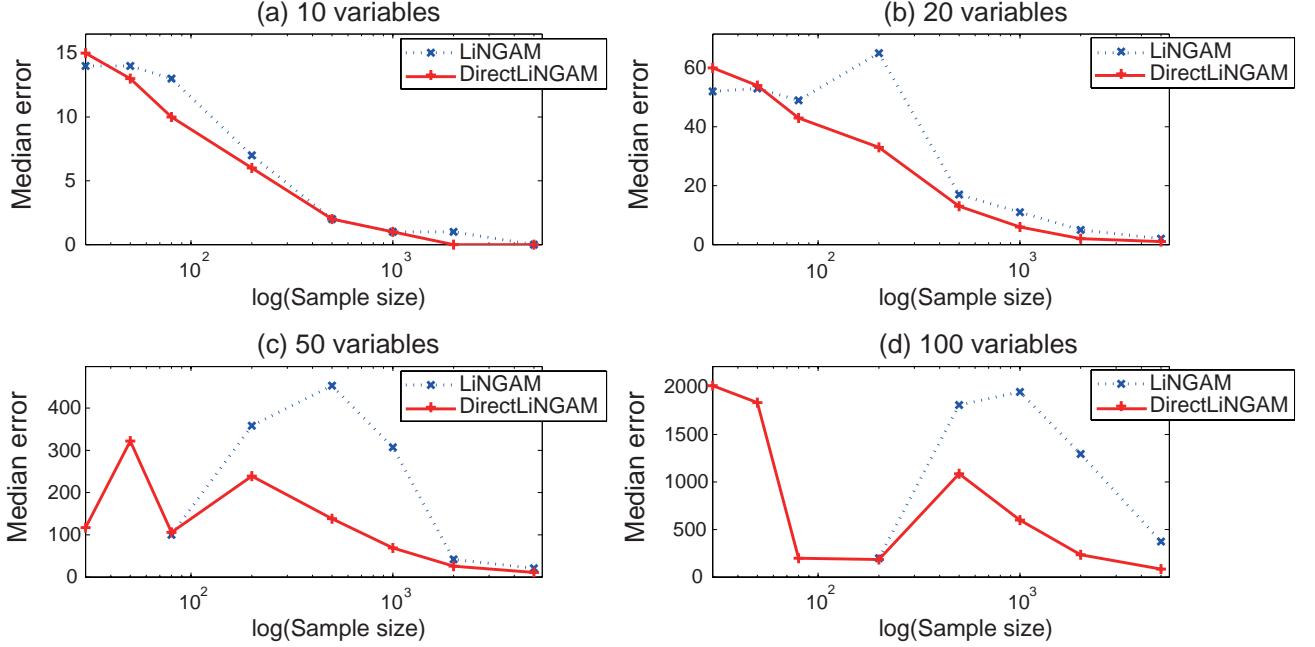 (a) 10 variables
Median error
15
10
5
0
10²
10³
log(Sample size)
LiNGAM
DirectLiNGAM
(b) 20 variables
Median error
60
40
20
0
10²
10³
log(Sample size)
LiNGAM
DirectLiNGAM
(c) 50 variables
Median error
400
300
200
100
0
10²
10³
log(Sample size)
LiNGAM
DirectLiNGAM
(d) 100 variables
Median error
2000
1500
1000
500
0
10²
10³
log(Sample size)
LiNGAM
DirectLiNGAM